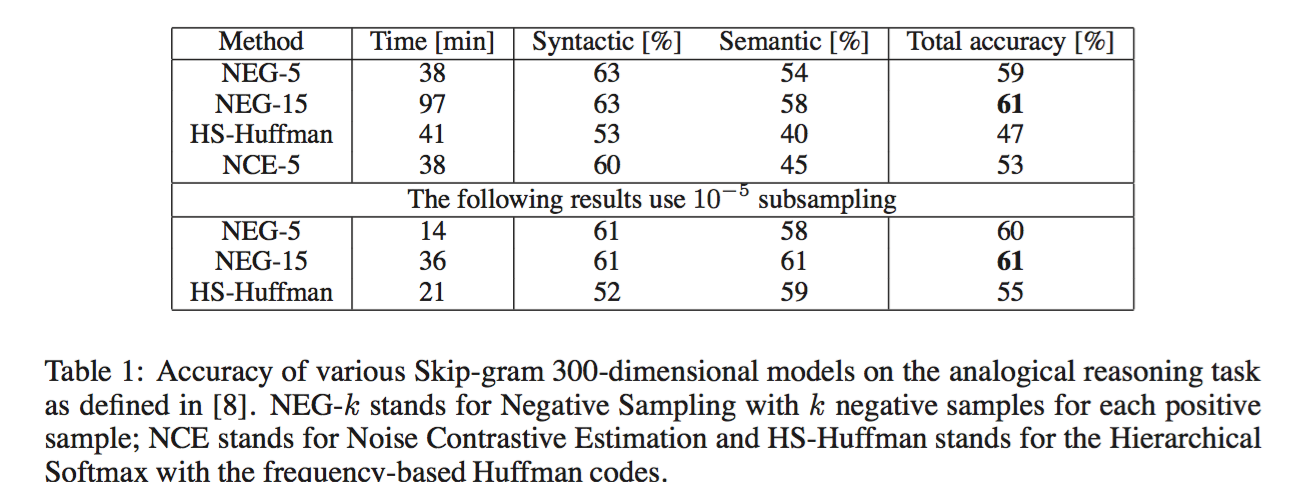 Method Time [min] Syntactic [%] Semantic [%] Total accuracy [%]
NEG-5 38 63 54 59
NEG-15 97 63 58 61
HS-Huffman 41 53 40 47
NCE-5 38 60 45 53
The following results use 10⁻⁵ subsampling
NEG-5 14 61 58 60
NEG-15 36 61 61 61
HS-Huffman 21 52 59 55
Table 1: Accuracy of various Skip-gram 300-dimensional models on the analogical reasoning task
as defined in [8]. NEG-k stands for Negative Sampling with k negative samples for each positive
sample; NCE stands for Noise Contrastive Estimation and HS-Huffman stands for the Hierarchical
Softmax with the frequency-based Huffman codes.